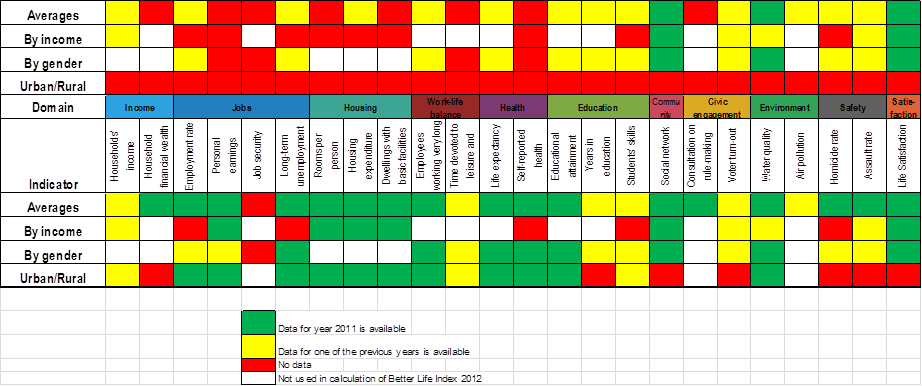 Averages
By income
By gender
Urban/Rural
Domain
Income
Jobs
Housing
Work-life
balance
Health
Education
Commu
nity
Civic
engagement
Environment
Safety
Satis-
faction
Indicator
Households'
income
Household
financial wealth
Employment rate
Personal
earnings
Job security
Long-term
unemployment
Rooms per
person
Housing
expenditure
Dwellings with
basic facilities
Employees
working very long
Time devoted to
leisure and
Life expectancy
Self reported
health
Educational
attainment
Years in
education
Students' skills
Social network
Consultation on
rule-making
Voter turn-out
Water quality
Air pollution
Homicide rate
Assault rate
Life Satisfaction
Averages
By income
By gender
Urban/Rural
Data for year 2011 is available
Data for one of the previous years is available
No data
Not used in calculation of Better Life Index 2012